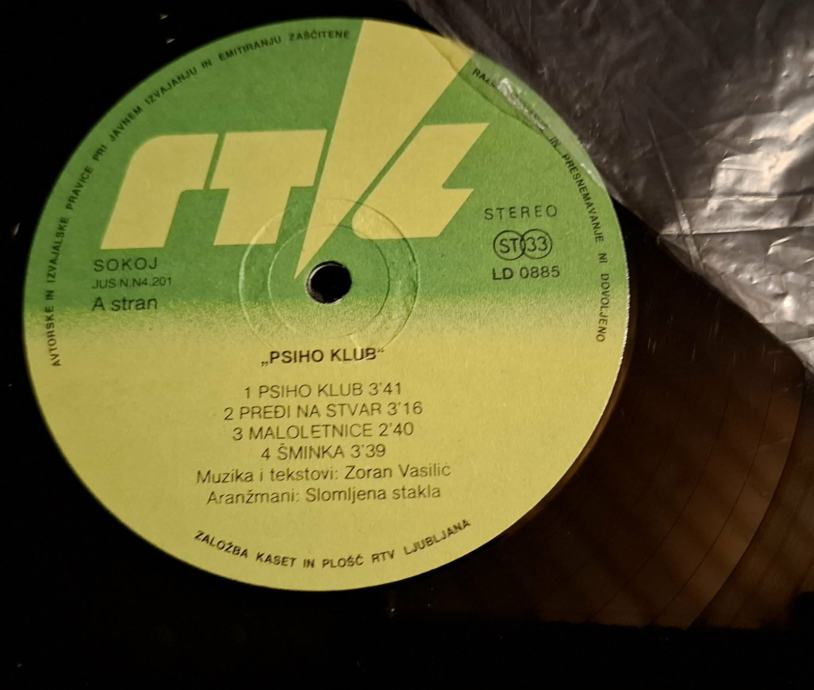 AVTORSKE IN IZVAJALSKE PRAVICE PRI JAVNEM IZVAJANJU IN EMITIRANJU ZAŠČITENE
IN PRESNEMAVANJE NI DOVOLJENO
RTL
STEREO
ST 33
LD 0885
SOKOJ
JUS N.N4.201
A stran
„PSIHO KLUB“
1 PSIHO KLUB 3'41
2 PREĐI NA STVAR 3'16
3 MALOLETNICE 2'40
4 ŠMINKA 3'39
Muzika i tekstovi: Zoran Vasilić
Aranžmani: Slomljena stakla
ZALOŽBA KASET IN PLOŠČ RTV LJUBLJANA